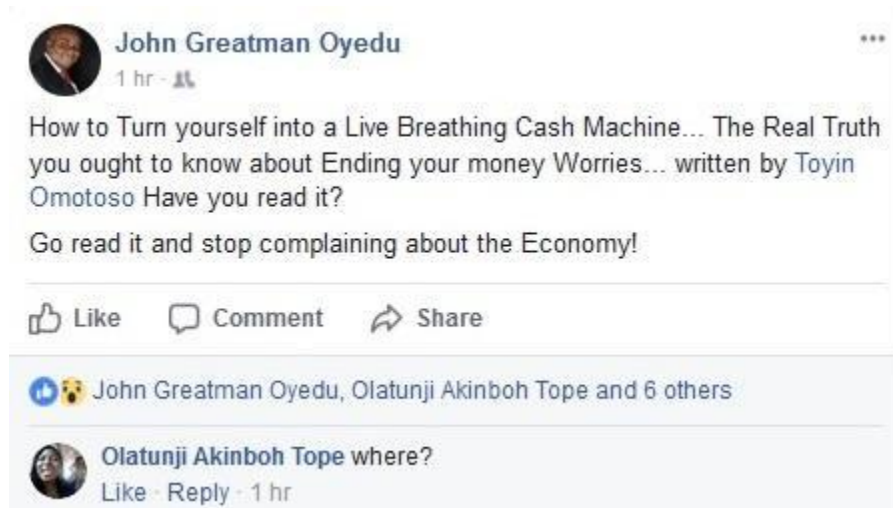 John Greatman Oyedu
1 hr ·
How to Turn yourself into a Live Breathing Cash Machine... The Real Truth
you ought to know about Ending your money Worries... written by Toyin
Omotoso Have you read it?
Go read it and stop complaining about the Economy!
Like Comment Share
John Greatman Oyedu, Olatunji Akinboh Tope and 6 others
Olatunji Akinboh Tope where?
Like · Reply · 1 hr